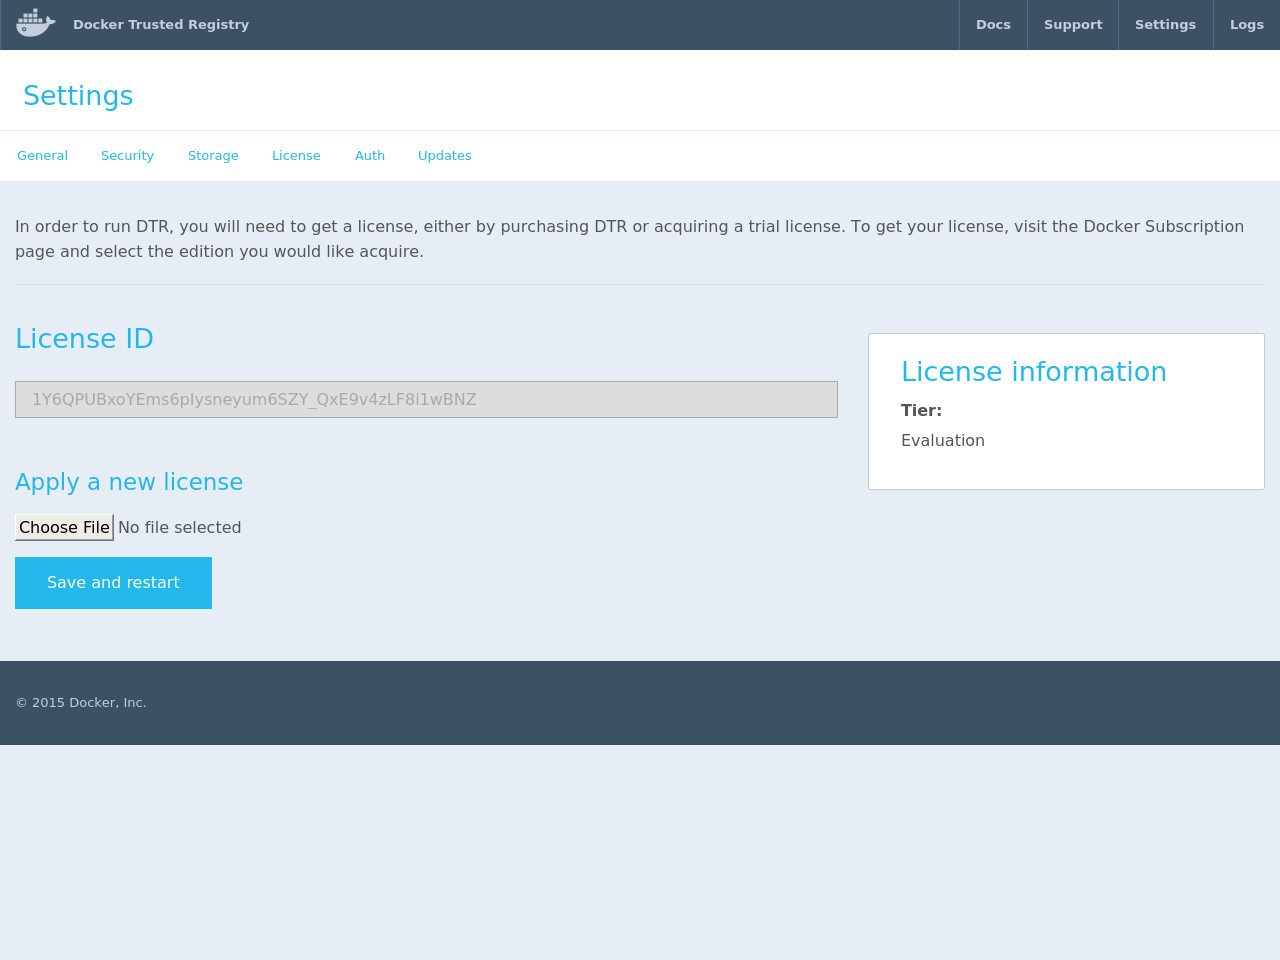 Docker Trusted Registry
Docs
Support
Settings
Logs
Settings
General
Security
Storage
License
Auth
Updates
In order to run DTR, you will need to get a license, either by purchasing DTR or acquiring a trial license. To get your license, visit the Docker Subscription
page and select the edition you would like acquire.
License ID
1Y6QPUBxoYEms6pIysneyum6SZY_QxE9v4zLF8i1wBNZ
License information
Tier:
Evaluation
Apply a new license
Choose File No file selected
Save and restart
© 2015 Docker, Inc.